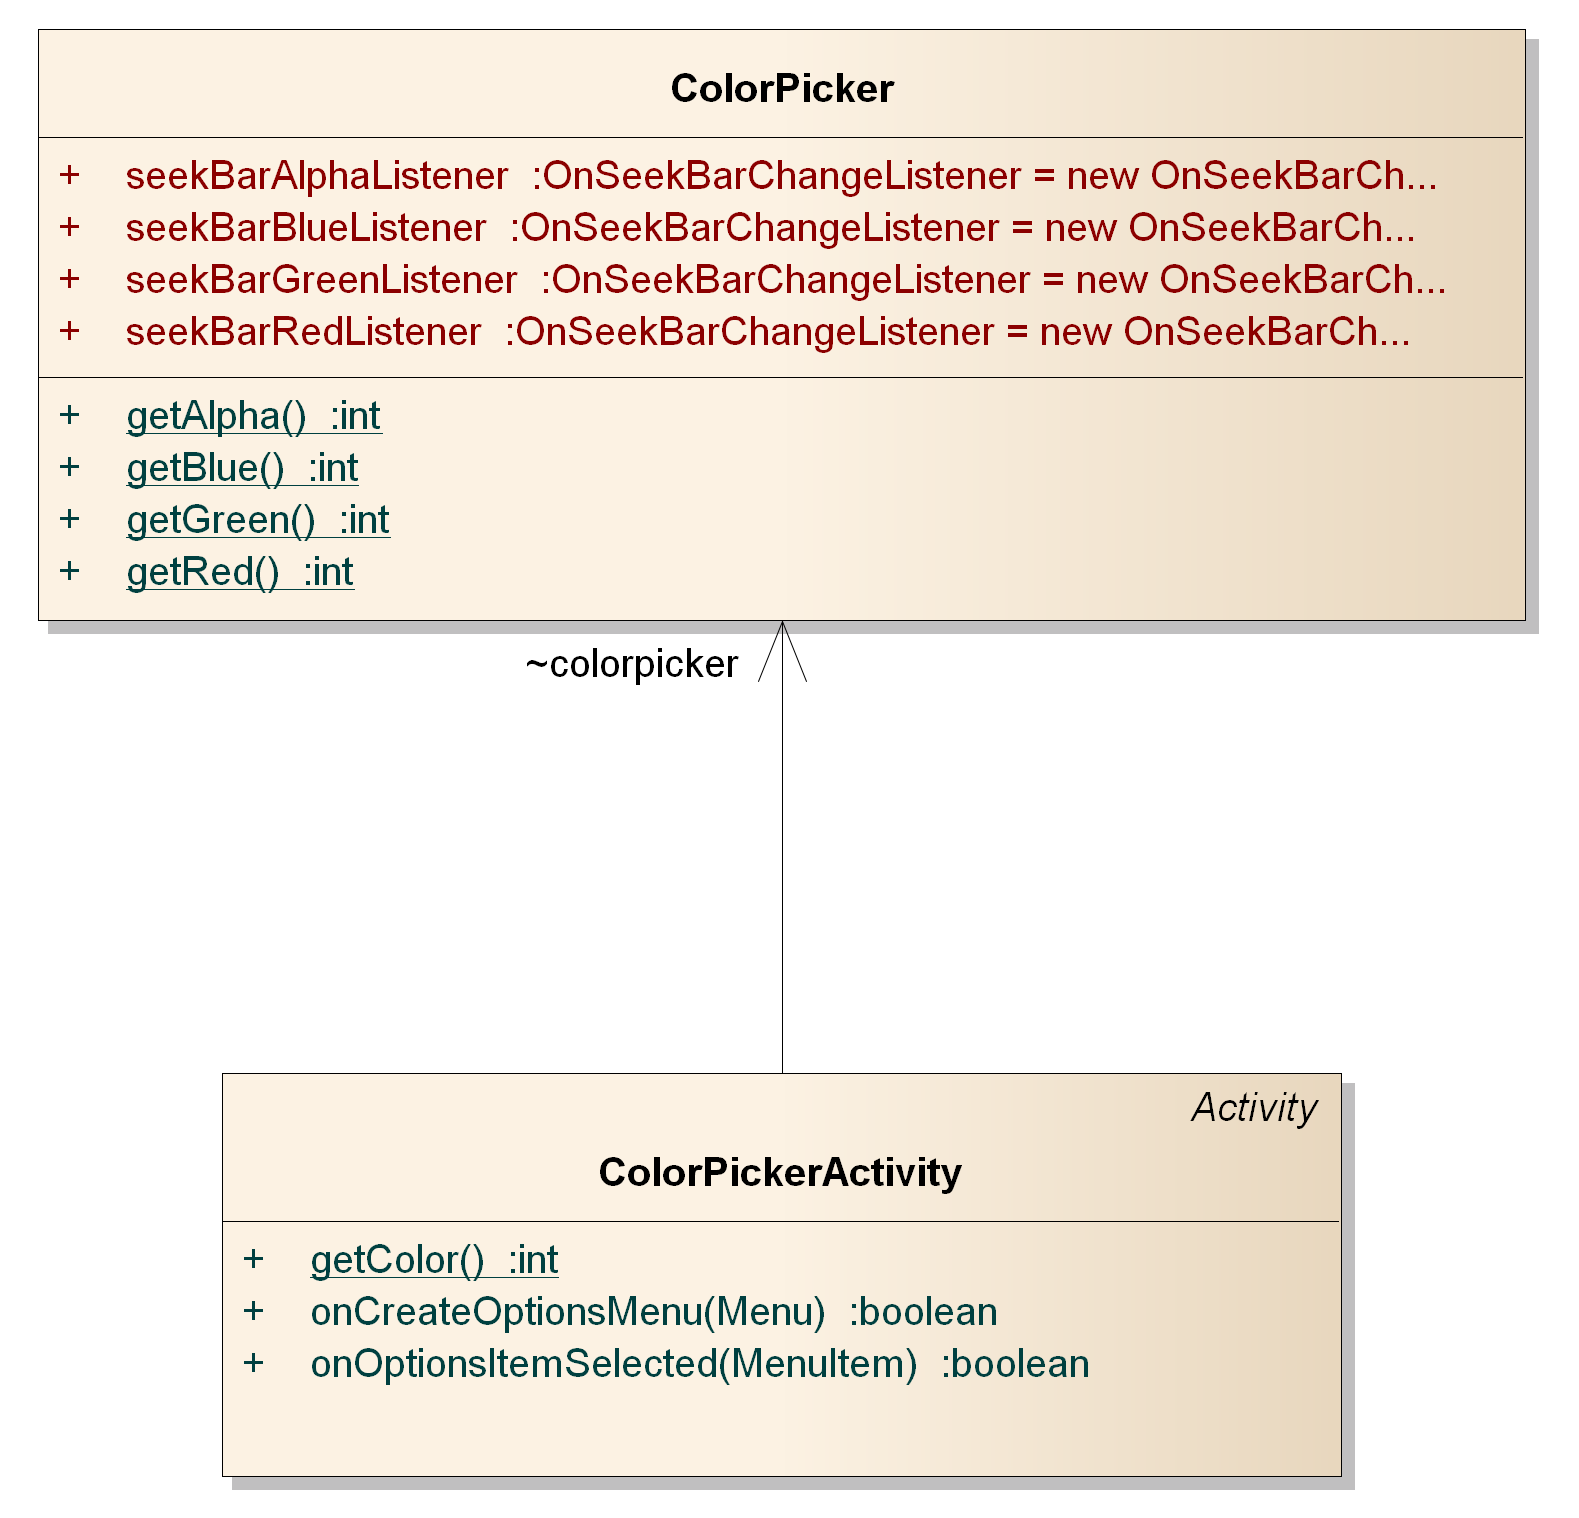 ColorPicker
+ seekBarAlphaListener :OnSeekBarChangeListener = new OnSeekBarCh...
+ seekBarBlueListener :OnSeekBarChangeListener = new OnSeekBarCh...
+ seekBarGreenListener :OnSeekBarChangeListener = new OnSeekBarCh...
+ seekBarRedListener :OnSeekBarChangeListener = new OnSeekBarCh...
+ getAlpha() :int
+ getBlue() :int
+ getGreen() :int
+ getRed() :int
~colorpicker
Activity
ColorPickerActivity
+ getColor() :int
+ onCreateOptionsMenu(Menu) :boolean
+ onOptionsItemSelected(MenuItem) :boolean